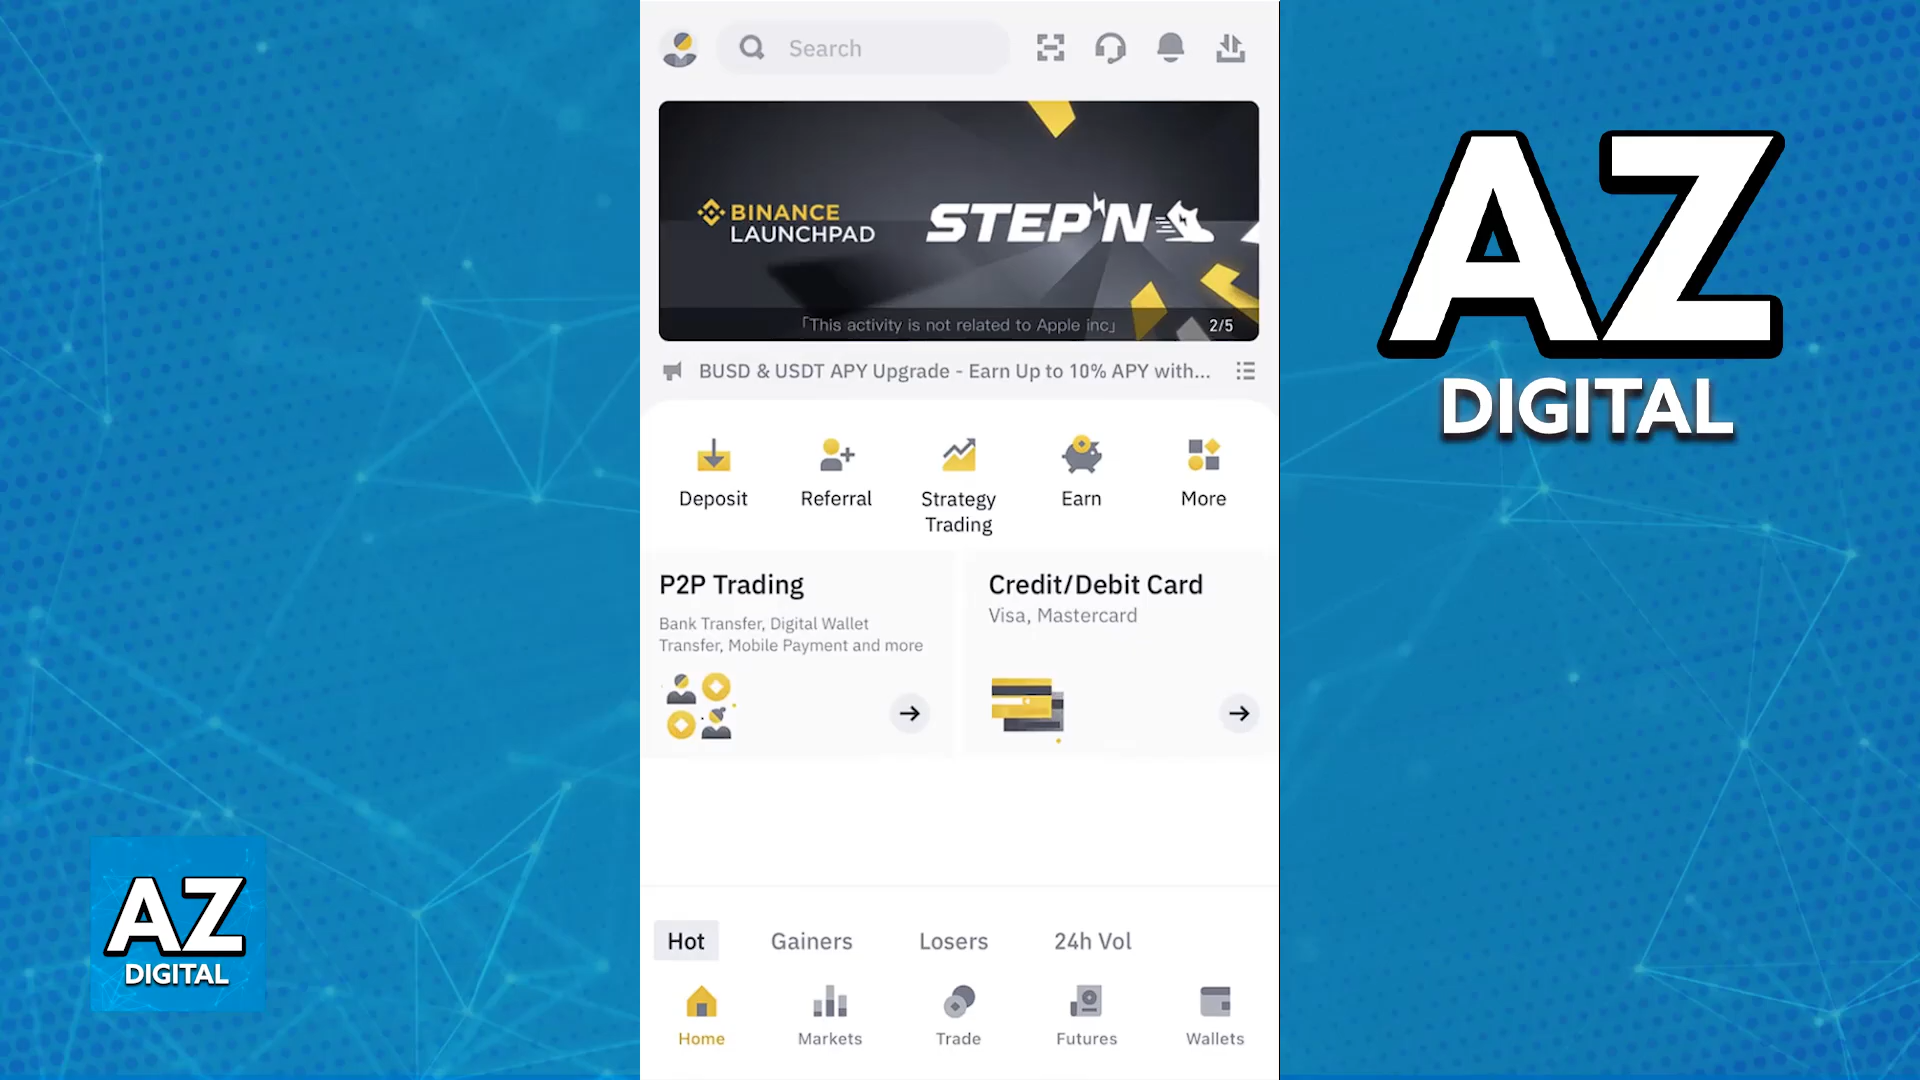 Search
BINANCE
LAUNCHPAD
STEP'N
「This activity is not related to Apple inc」
2/5
BUSD & USDT APY Upgrade - Earn Up to 10% APY with...
Deposit
Referral
Strategy
Trading
Earn
More
P2P Trading
Bank Transfer, Digital Wallet
Transfer, Mobile Payment and more
Credit/Debit Card
Visa, Mastercard
Hot
Gainers
Losers
24h Vol
Home
Markets
Trade
Futures
Wallets
AZ
DIGITAL
AZ
DIGITAL